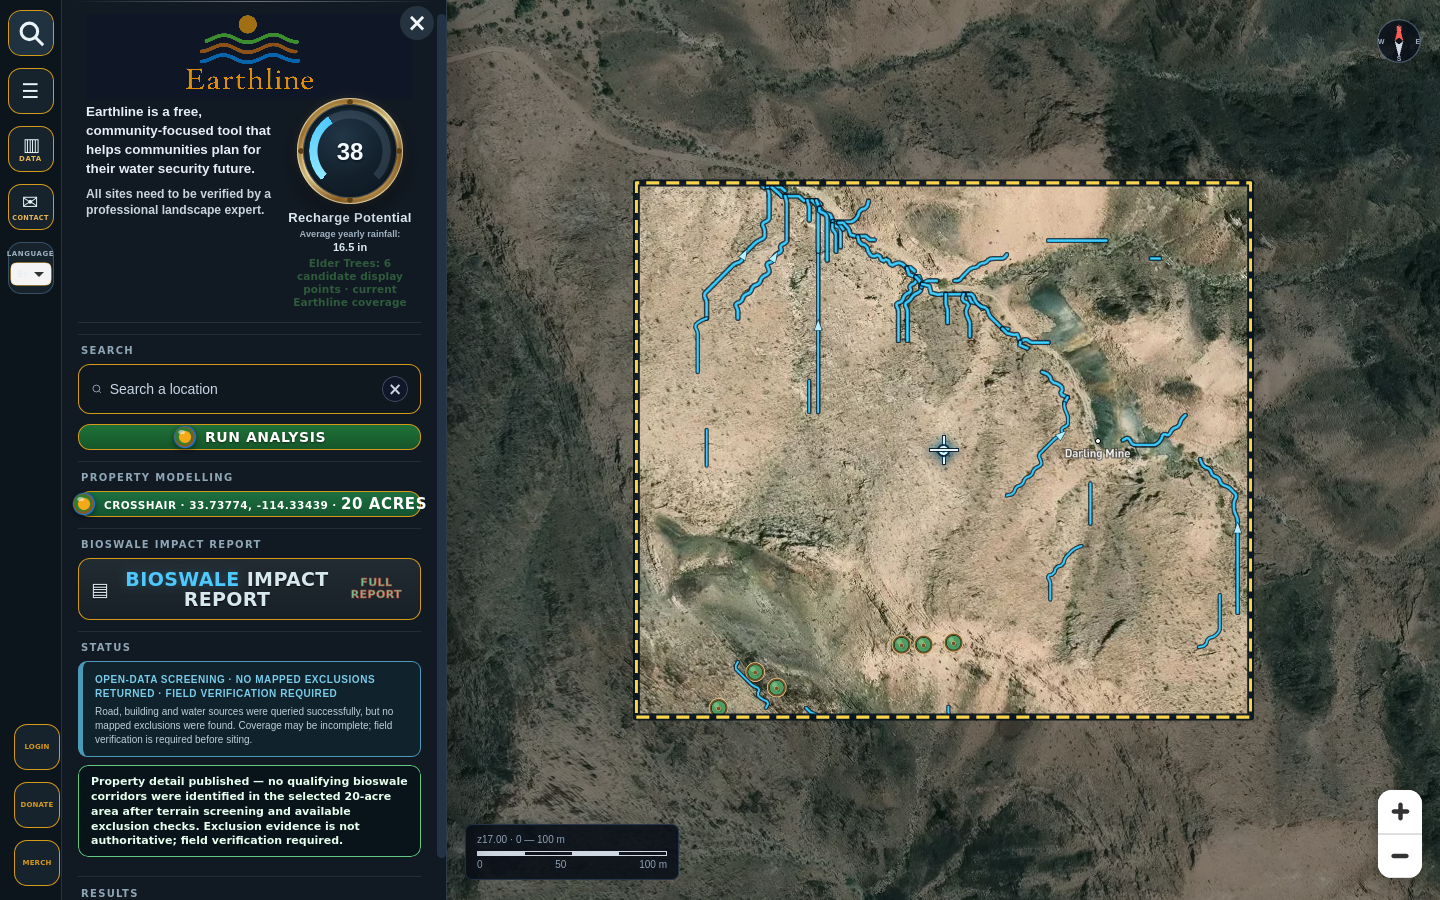 Earthline
Earthline is a free,
community-focused tool that
helps communities plan for
their water security future.
All sites need to be verified by a
professional landscape expert.
38
Recharge Potential
Average yearly rainfall:
16.5 in
Elder Trees: 6
candidate display
points · current
Earthline coverage
DATA
CONTACT
LANGUAGE
SEARCH
Search a location
RUN ANALYSIS
PROPERTY MODELLING
CROSSHAIR · 33.73774, -114.33439 · 20 ACRES
BIOSWALE IMPACT REPORT
BIOSWALE IMPACT
REPORT
FULL
REPORT
STATUS
OPEN-DATA SCREENING · NO MAPPED EXCLUSIONS
RETURNED · FIELD VERIFICATION REQUIRED
Road, building and water sources were queried successfully, but no
mapped exclusions were found. Coverage may be incomplete; field
verification is required before siting.
Property detail published — no qualifying bioswale
corridors were identified in the selected 20-acre
area after terrain screening and available
exclusion checks. Exclusion evidence is not
authoritative; field verification required.
RESULTS
LOGIN
DONATE
MERCH
Darling Mine
W E
S
z17.00 · 0 — 100 m
0 50 100 m